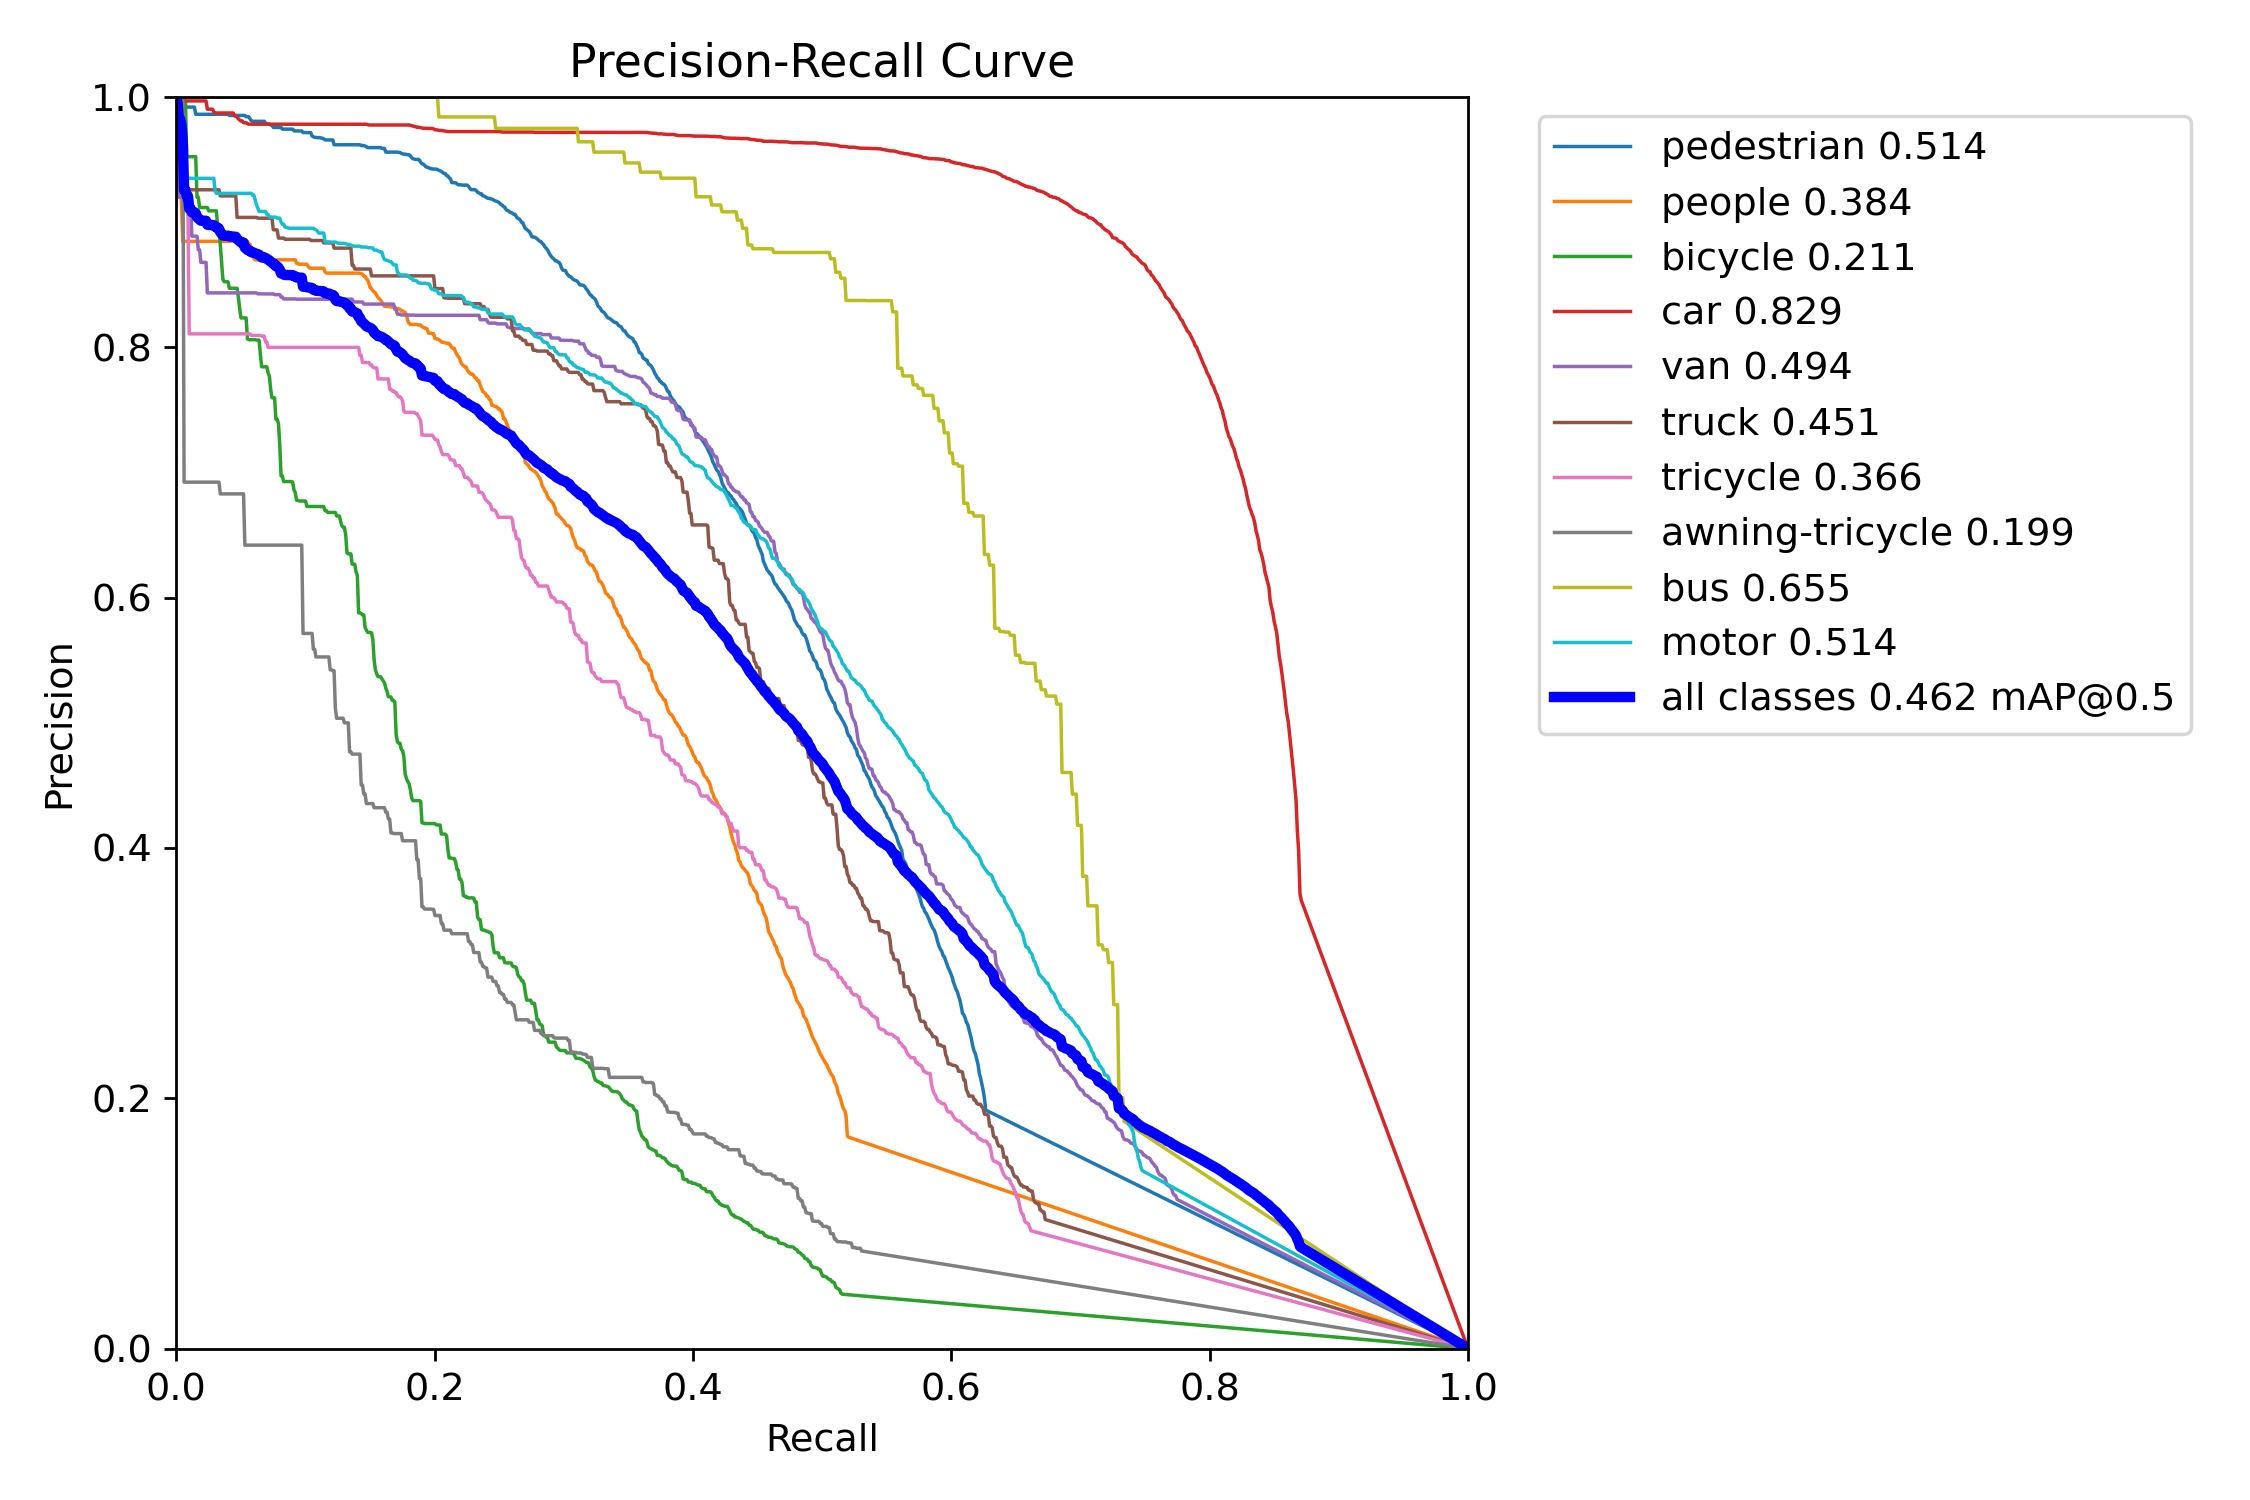 Precision-Recall Curve
1.0
0.8
0.6
0.4
0.2
0.0
Precision
0.0 0.2 0.4 0.6 0.8 1.0
Recall
pedestrian 0.514
people 0.384
bicycle 0.211
car 0.829
van 0.494
truck 0.451
tricycle 0.366
awning-tricycle 0.199
bus 0.655
motor 0.514
all classes 0.462 mAP@0.5